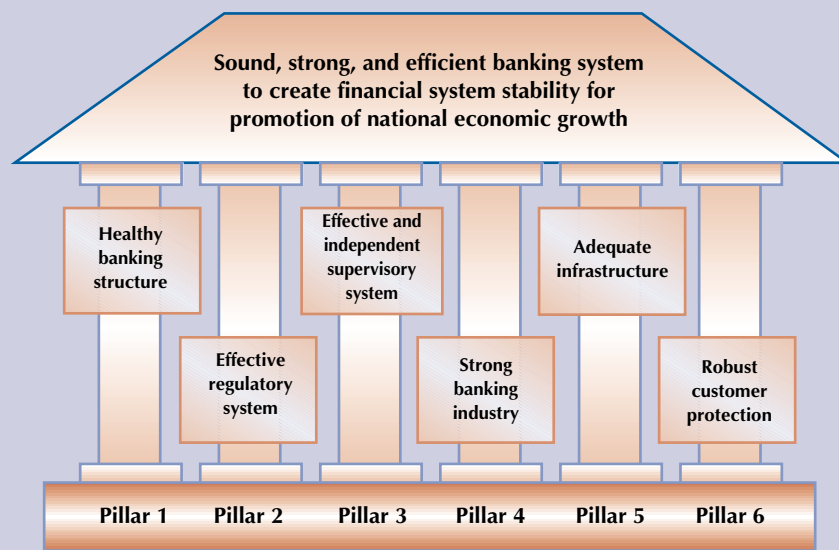 Sound, strong, and efficient banking system
to create financial system stability for
promotion of national economic growth
Healthy
banking
structure
Effective
regulatory
system
Effective and
independent
supervisory
system
Strong
banking
industry
Adequate
infrastructure
Robust
customer
protection
Pillar 1
Pillar 2
Pillar 3
Pillar 4
Pillar 5
Pillar 6